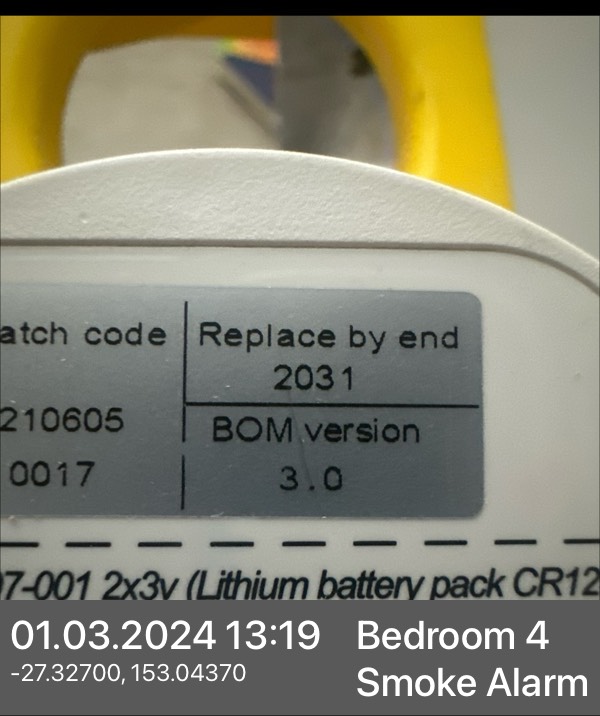 atch code
210605
0017
Replace by end
2031
BOM version
3.0
7-001 2x3v (Lithium battery pack CR12
01.03.2024 13:19
-27.32700, 153.04370
Bedroom 4
Smoke Alarm